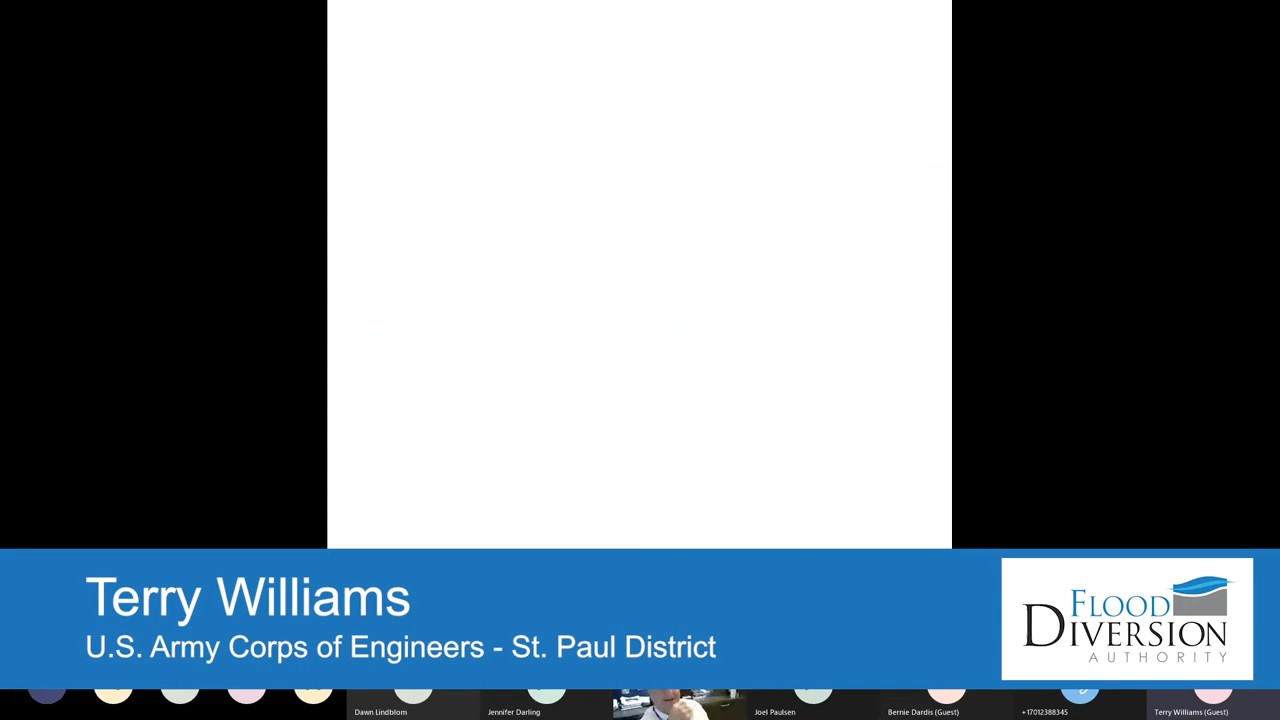 Terry Williams
U.S. Army Corps of Engineers - St. Paul District
FLOOD
DIVERSION
AUTHORITY
Dawn Lindblom
Jennifer Darling
Joel Paulsen
Bernie Dardis (Guest)
+17012388345
Terry Williams (Guest)